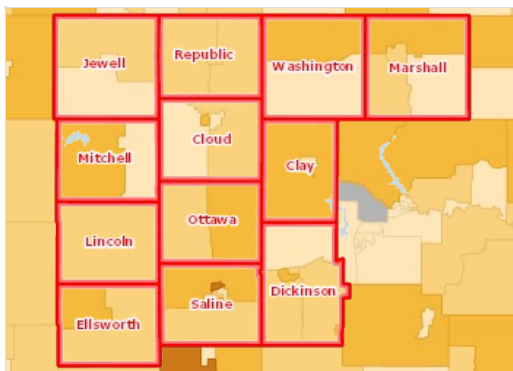 Jewell
Republic
Washington
Marshall
Mitchell
Cloud
Clay
Lincoln
Ottawa
Ellsworth
Saline
Dickinson